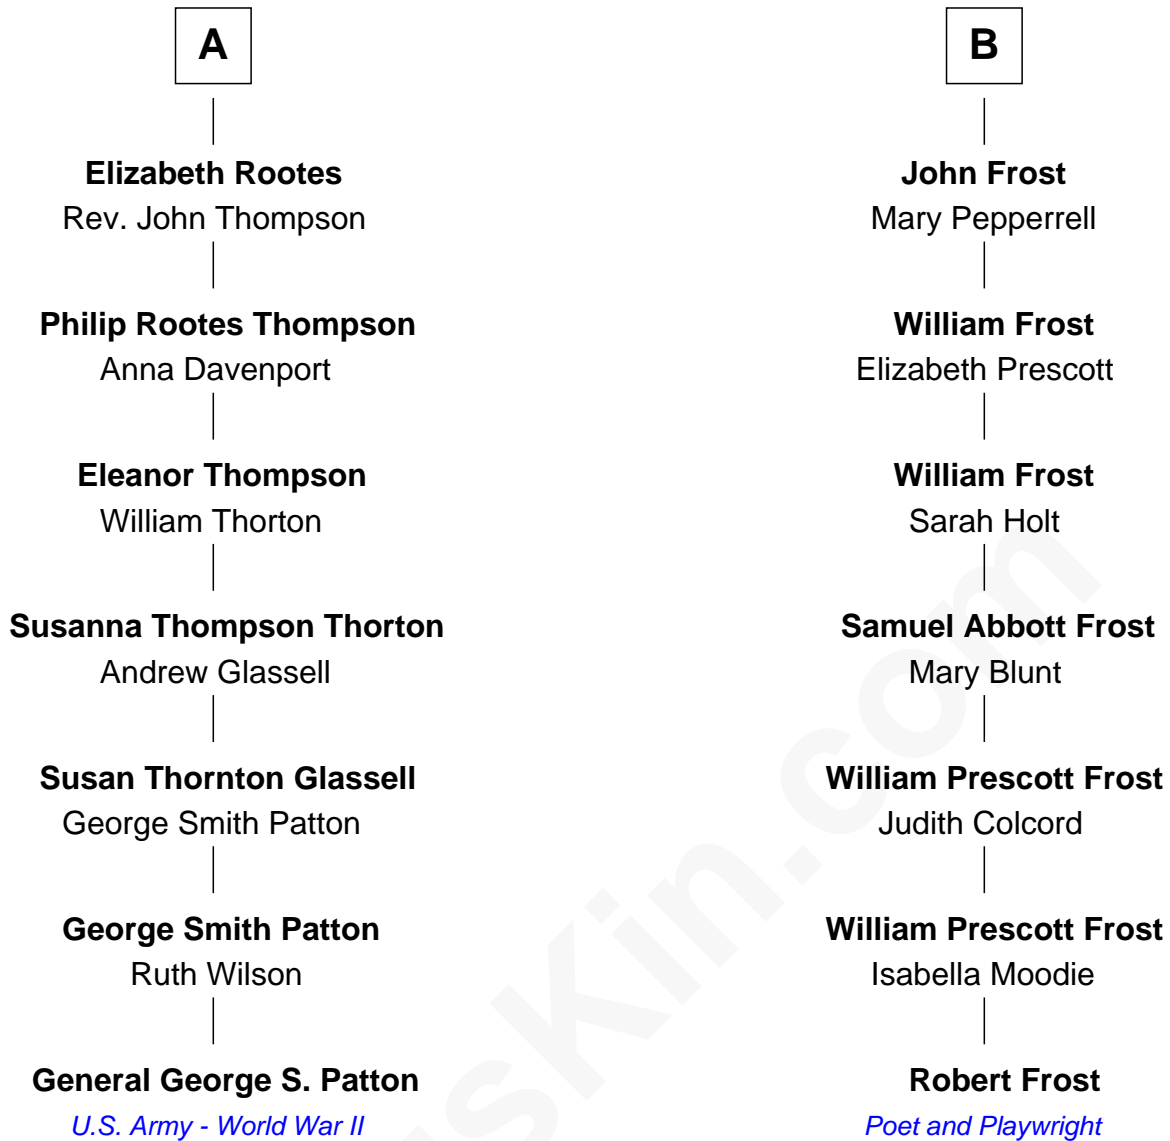 A
Elizabeth Rootes
Rev. John Thompson
Philip Rootes Thompson
Anna Davenport
Eleanor Thompson
William Thorton
Susanna Thompson Thorton
Andrew Glassell
Susan Thornton Glassell
George Smith Patton
George Smith Patton
Ruth Wilson
General George S. Patton
U.S. Army - World War II
B
John Frost
Mary Pepperrell
William Frost
Elizabeth Prescott
William Frost
Sarah Holt
Samuel Abbott Frost
Mary Blunt
William Prescott Frost
Judith Colcord
William Prescott Frost
Isabella Moodie
Robert Frost
Poet and Playwright